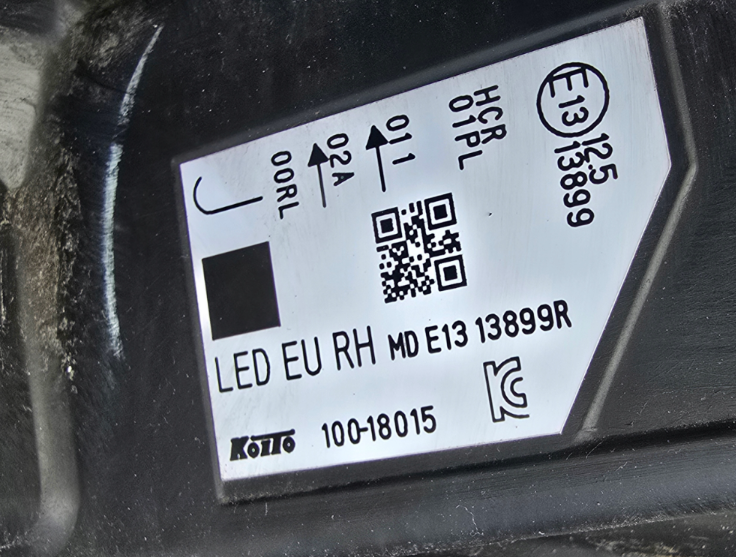 E13
12.5
13899
HCR
01PL
01 1
02A
00RL
J
LED EU RH MD E13 13899R
KOITO 100-18015